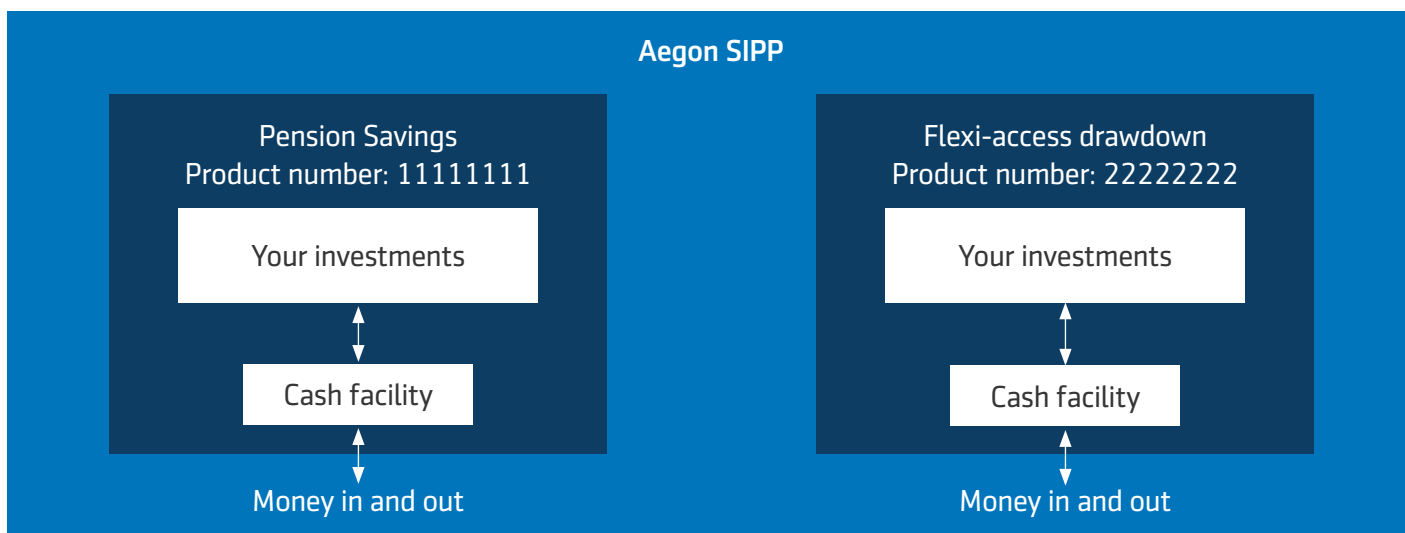 Aegon SIPP
Pension Savings
Product number: 11111111
Your investments
Cash facility
Money in and out
Flexi-access drawdown
Product number: 22222222
Your investments
Cash facility
Money in and out